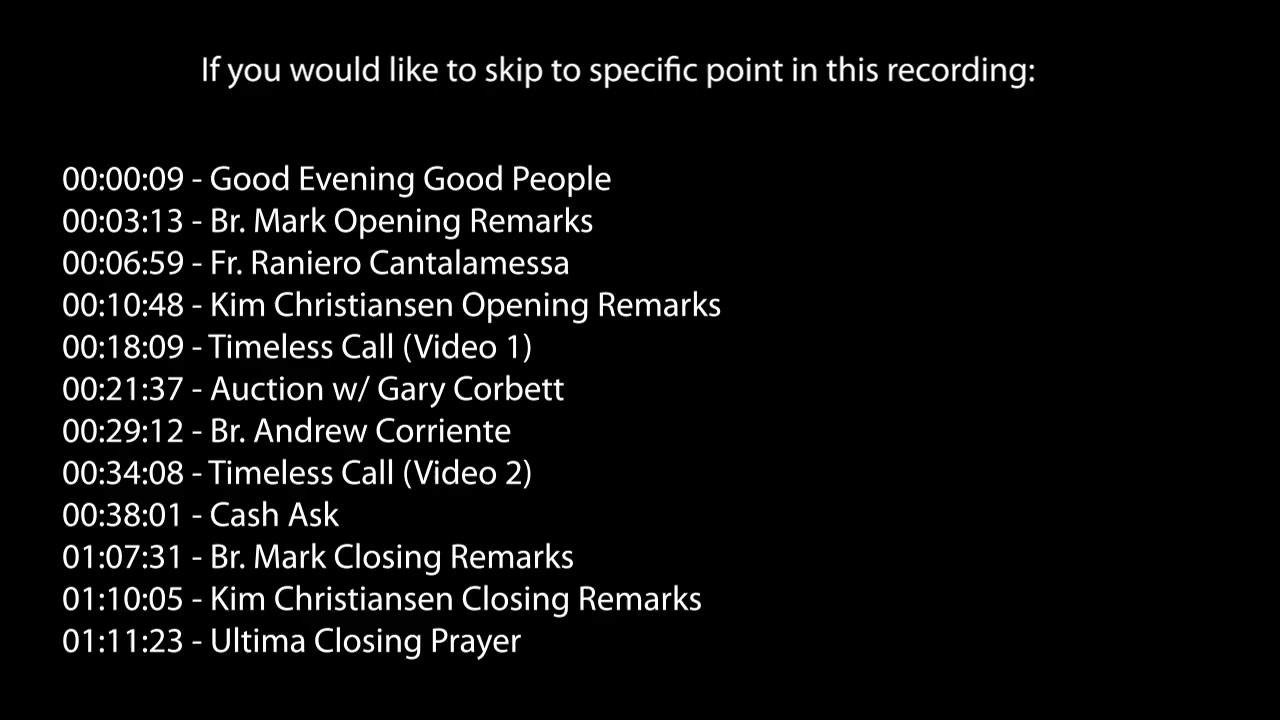 If you would like to skip to specific point in this recording:
00:00:09 - Good Evening Good People
00:03:13 - Br. Mark Opening Remarks
00:06:59 - Fr. Raniero Cantalamessa
00:10:48 - Kim Christiansen Opening Remarks
00:18:09 - Timeless Call (Video 1)
00:21:37 - Auction w/ Gary Corbett
00:29:12 - Br. Andrew Corriente
00:34:08 - Timeless Call (Video 2)
00:38:01 - Cash Ask
01:07:31 - Br. Mark Closing Remarks
01:10:05 - Kim Christiansen Closing Remarks
01:11:23 - Ultima Closing Prayer